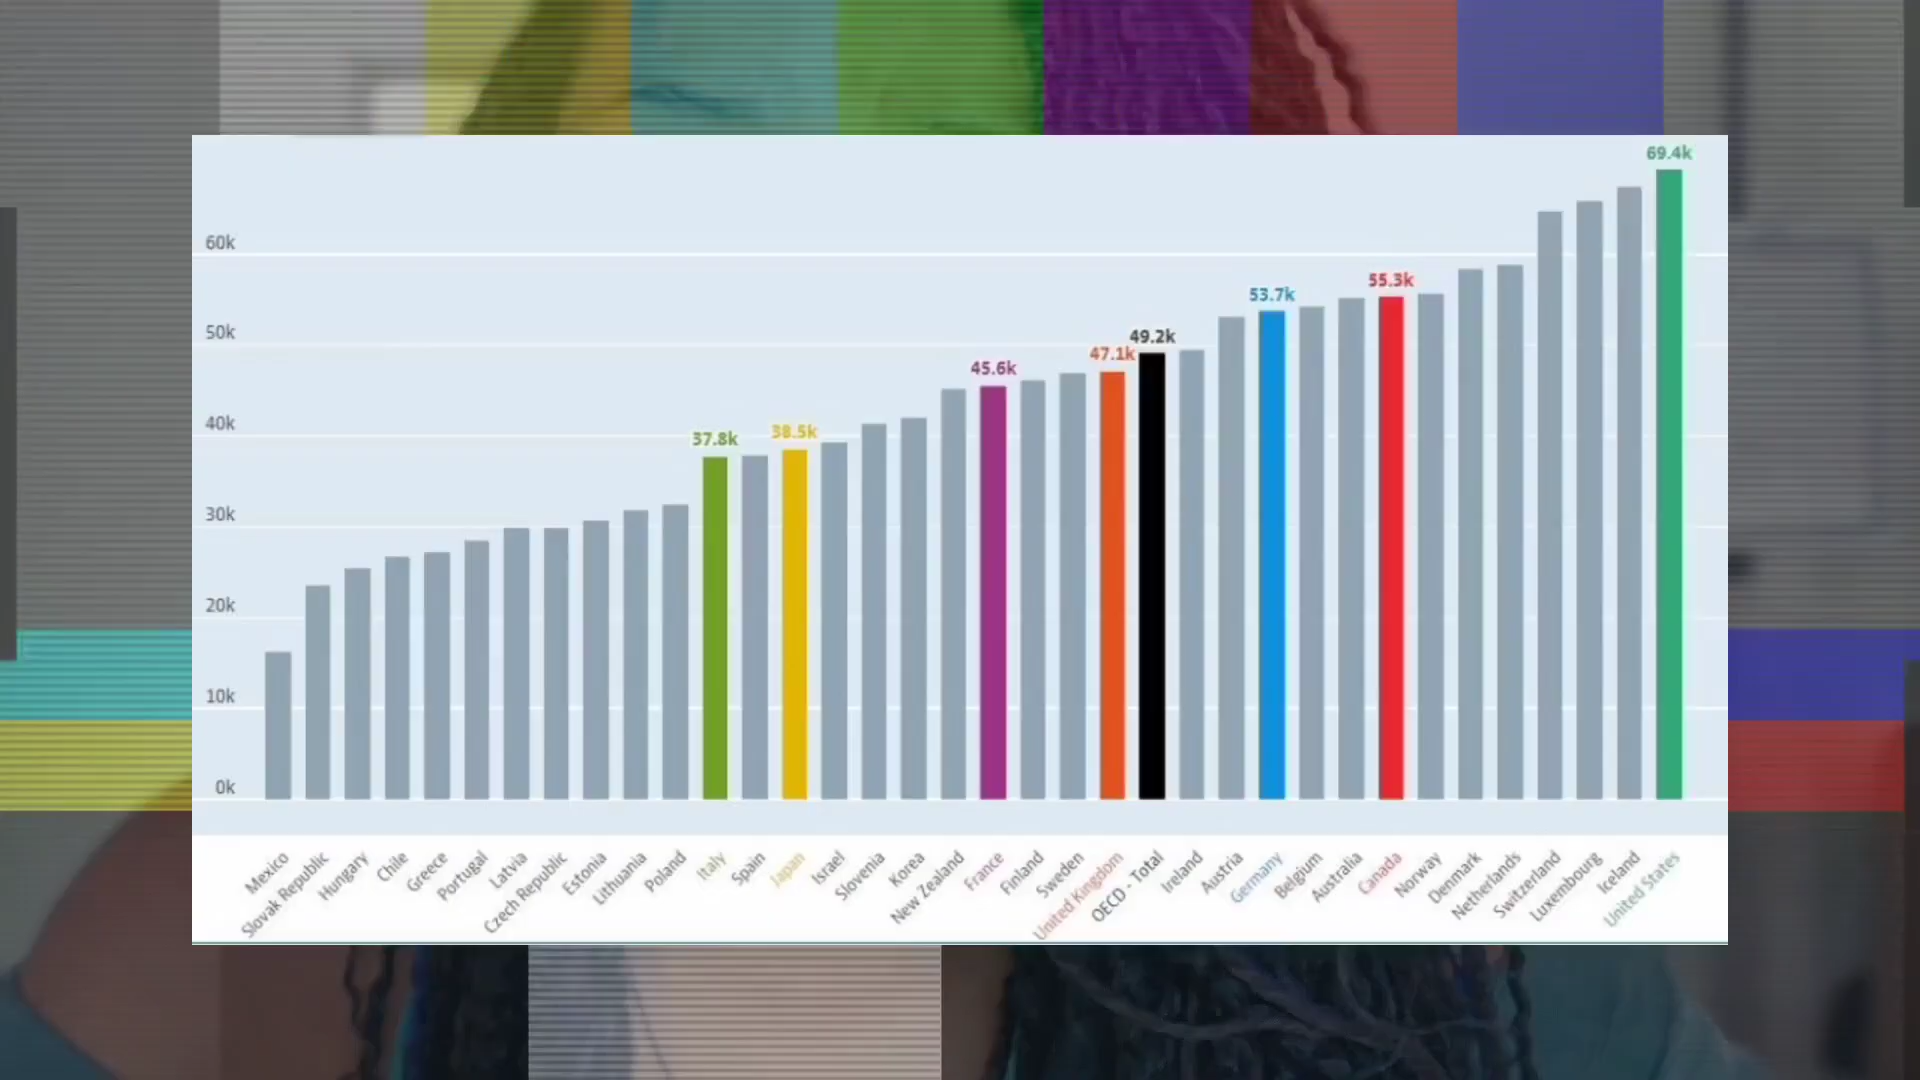 69.4k
60k
55.3k
53.7k
50k
49.2k
47.1k
45.6k
40k
38.5k
37.8k
30k
20k
10k
0k
Mexico
Slovak Republic
Hungary
Chile
Greece
Portugal
Latvia
Czech Republic
Estonia
Lithuania
Poland
Italy
Spain
Japan
Israel
Slovenia
Korea
New Zealand
France
Finland
Sweden
United Kingdom
OECD - Total
Ireland
Austria
Germany
Belgium
Australia
Canada
Norway
Denmark
Netherlands
Switzerland
Luxembourg
Iceland
United States